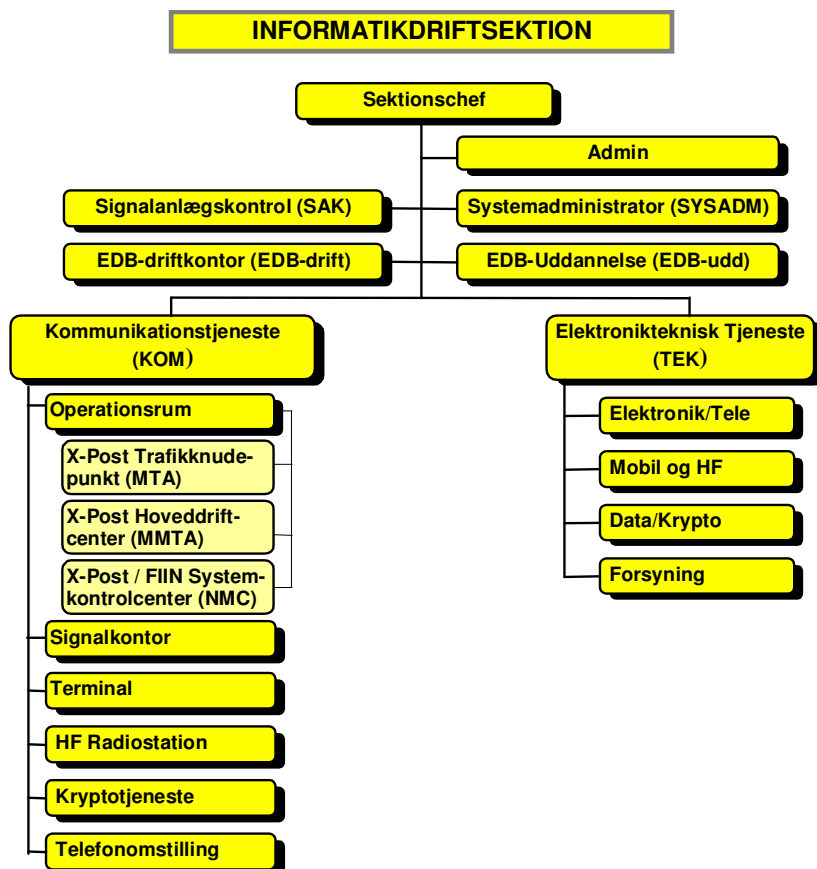 INFORMATIKDRIFTSEKTION
Sektionschef
Admin
Signalanlægskontrol (SAK)
Systemadministrator (SYSADM)
EDB-driftkontor (EDB-drift)
EDB-Uddannelse (EDB-udd)
Kommunikationstjeneste
(KOM)
Operationsrum
X-Post Trafikknude-
punkt (MTA)
X-Post Hoveddrift-
center (MMTA)
X-Post / FIIN System-
kontrolcenter (NMC)
Signalkontor
Terminal
HF Radiostation
Kryptotjeneste
Telefonomstilling
Elektronikteknisk Tjeneste
(TEK)
Elektronik/Tele
Mobil og HF
Data/Krypto
Forsyning